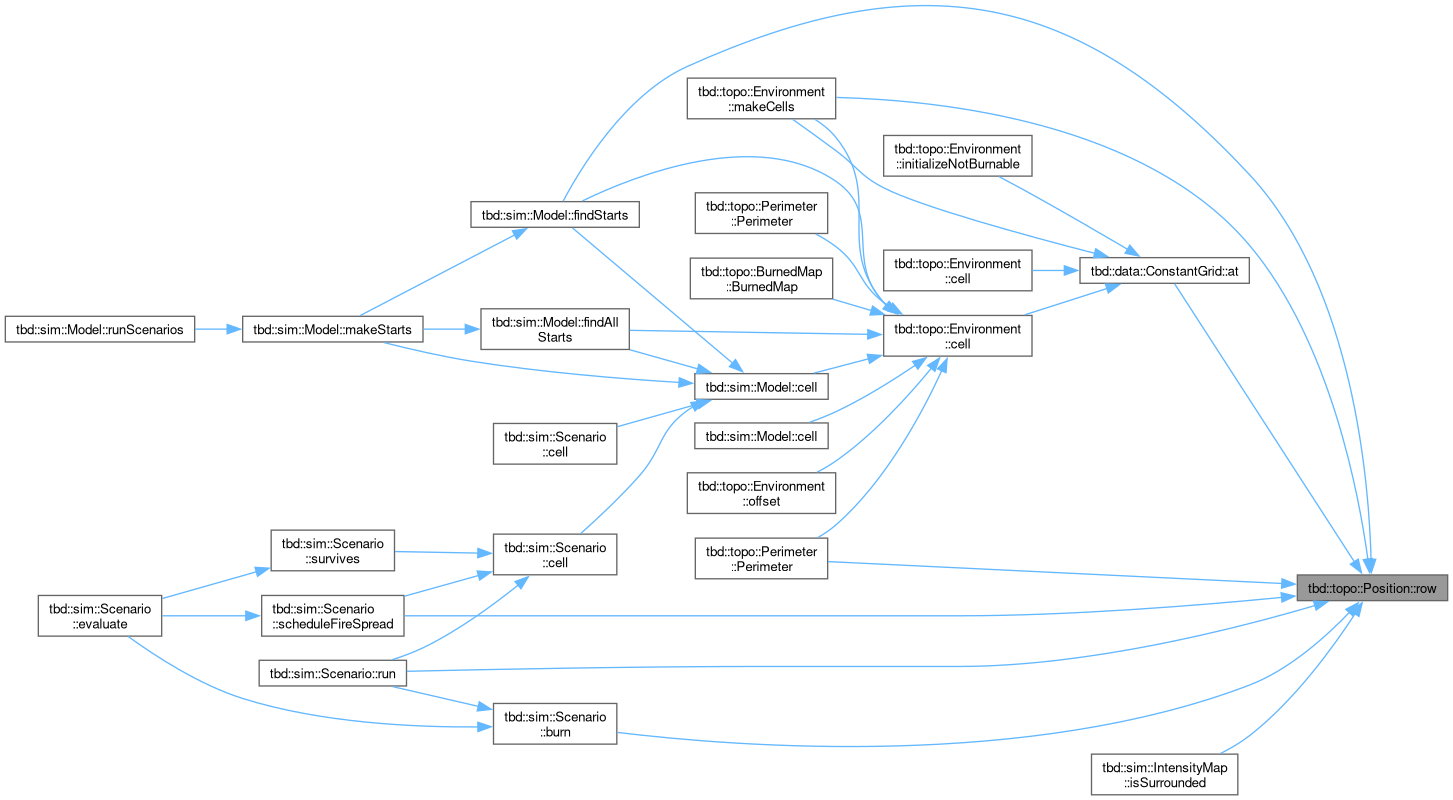 tbd::topo::Environment
::makeCells
tbd::topo::Environment
::initializeNotBurnable
tbd::topo::Perimeter
::Perimeter
tbd::sim::Model::findStarts
tbd::topo::Environment
::cell
tbd::data::ConstantGrid::at
tbd::topo::BurnedMap
::BurnedMap
tbd::sim::Model::runScenarios
tbd::sim::Model::makeStarts
tbd::sim::Model::findAll
Starts
tbd::topo::Environment
::cell
tbd::sim::Model::cell
tbd::sim::Scenario
::cell
tbd::sim::Model::cell
tbd::topo::Environment
::offset
tbd::sim::Scenario
::survives
tbd::sim::Scenario
::cell
tbd::topo::Perimeter
::Perimeter
tbd::topo::Position::row
tbd::sim::Scenario
::evaluate
tbd::sim::Scenario
::scheduleFireSpread
tbd::sim::Scenario::run
tbd::sim::Scenario
::burn
tbd::sim::IntensityMap
::isSurrounded